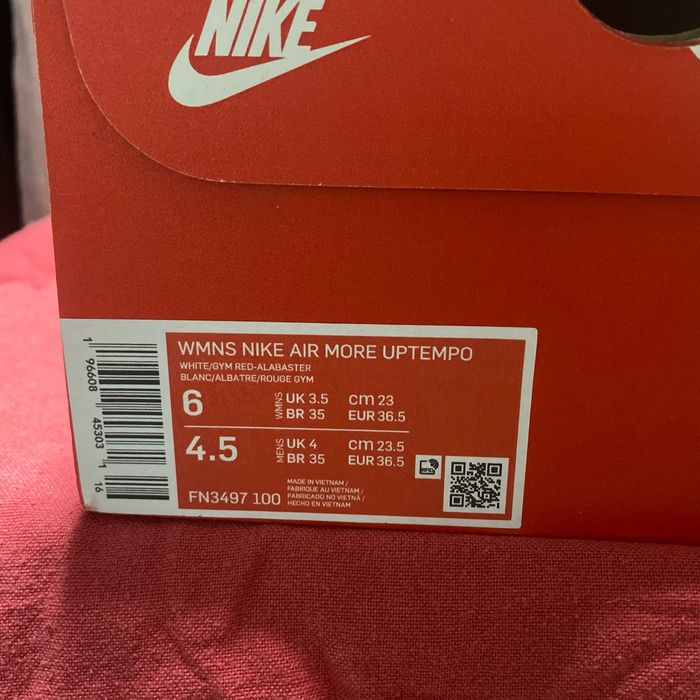 NIKE
WMNS NIKE AIR MORE UPTEMPO
WHITE/GYM RED-ALABASTER
BLANC/ALBATRE/ROUGE GYM
6 WMNS UK 3.5 CM 23
BR 35 EUR 36.5
4.5 MENS UK 4 CM 23.5
BR 35 EUR 36.5
FN3497 100
MADE IN VIETNAM /
FABRIQUE AU VIETNAM /
FABRICADO NO VIETNÃ /
HECHO EN VIETNAM
RFID
1 96608 45303 1 16